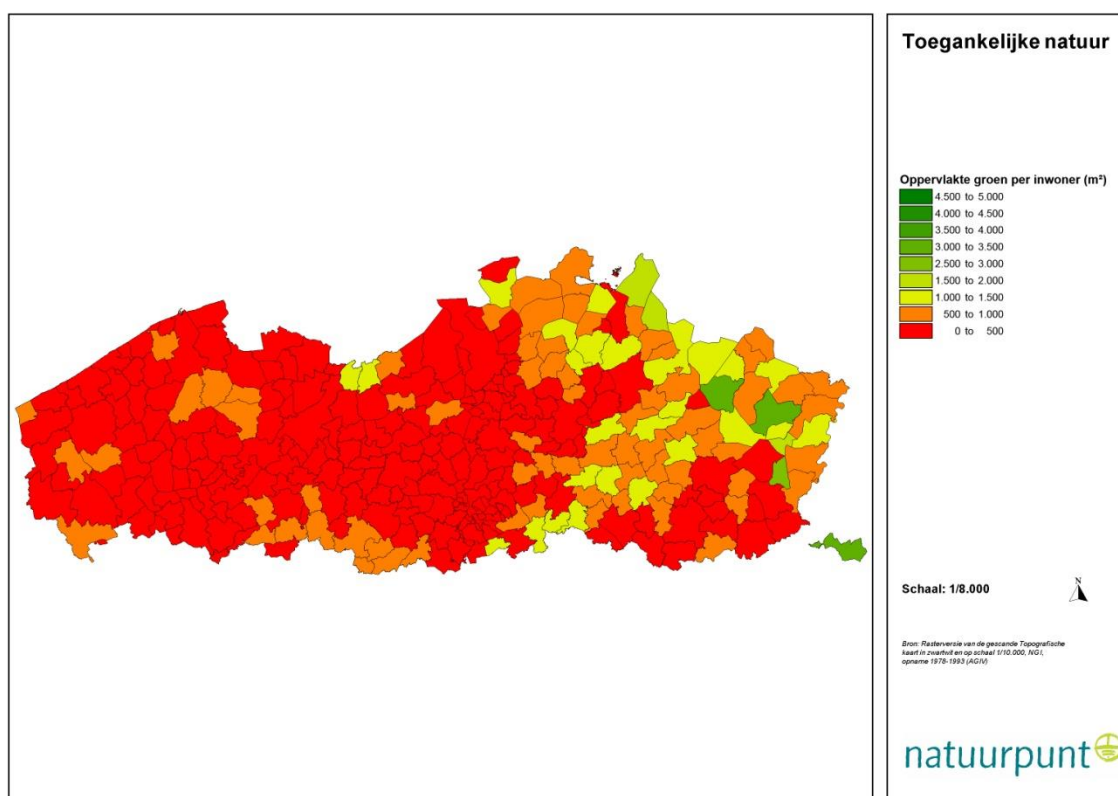 Toegankelijke natuur
Oppervlakte groen per inwoner (m²)
4.500 to 5.000
4.000 to 4.500
3.500 to 4.000
3.000 to 3.500
2.500 to 3.000
1.500 to 2.000
1.000 to 1.500
500 to 1.000
0 to 500
Schaal: 1/8.000
N
Bron: Rasterversie van de gescande Topografische
kaart in zwartwit en op schaal 1/10.000, NGI,
opname 1978-1993 (AGIV)
natuurpunt